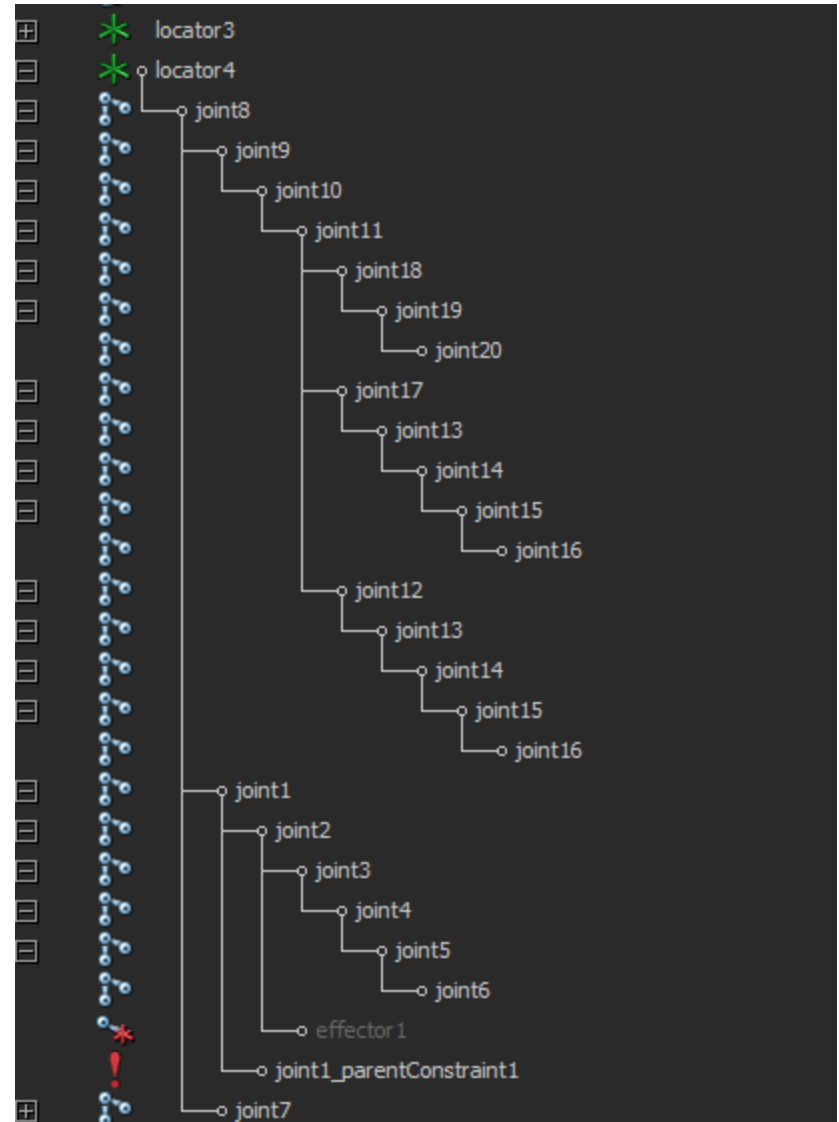 locator3
locator4
joint8
joint9
joint10
joint11
joint18
joint19
joint20
joint17
joint13
joint14
joint15
joint16
joint12
joint13
joint14
joint15
joint16
joint1
joint2
joint3
joint4
joint5
joint6
effector1
joint1_parentConstraint1
joint7